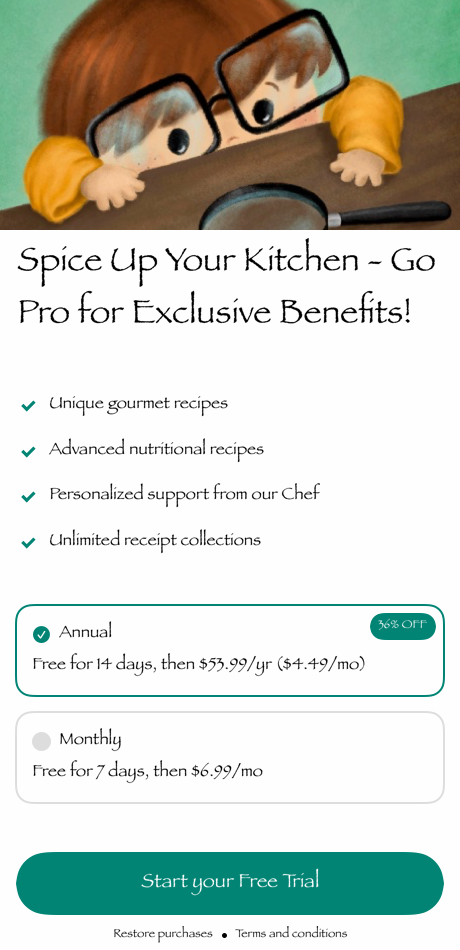 Spice Up Your Kitchen - Go
Pro for Exclusive Benefits!
Unique gourmet recipes
Advanced nutritional recipes
Personalized support from our Chef
Unlimited receipt collections
36% OFF
Annual
Free for 14 days, then $53.99/yr ($4.49/mo)
Monthly
Free for 7 days, then $6.99/mo
Start your Free Trial
Restore purchases • Terms and conditions